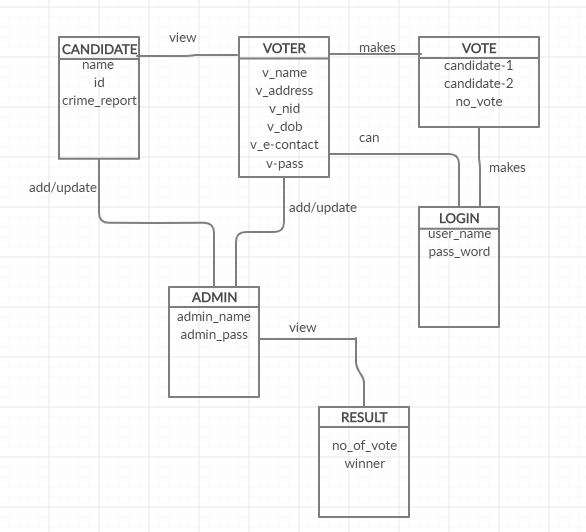 view
CANDIDATE
name
id
crime_report
VOTER
v_name
v_address
v_nid
v_dob
v_e-contact
v-pass
makes
VOTE
candidate-1
candidate-2
no_vote
can
makes
add/update
add/update
LOGIN
user_name
pass_word
ADMIN
admin_name
admin_pass
view
RESULT
no_of_vote
winner